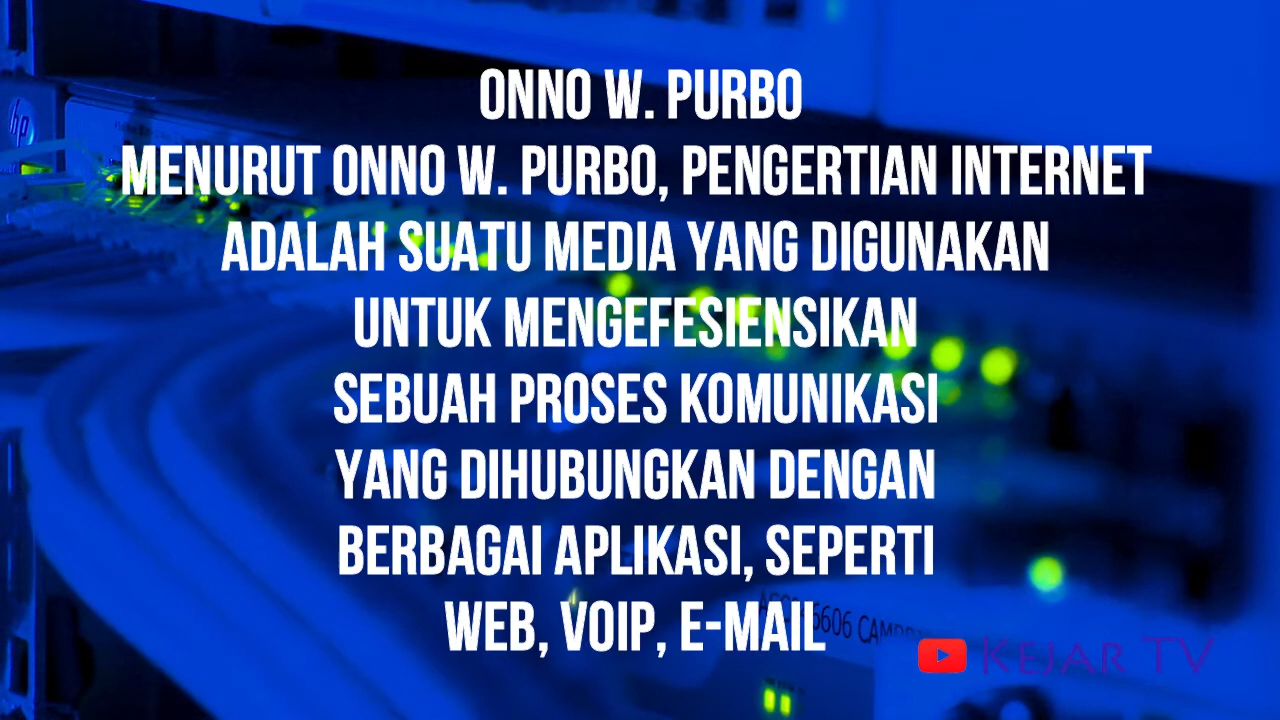 ONNO W. PURBO
MENURUT ONNO W. PURBO, PENGERTIAN INTERNET
ADALAH SUATU MEDIA YANG DIGUNAKAN
UNTUK MENGEFESIENSIKAN
SEBUAH PROSES KOMUNIKASI
YANG DIHUBUNGKAN DENGAN
BERBAGAI APLIKASI, SEPERTI
WEB, VOIP, E-MAIL
KEJAR TV
hp